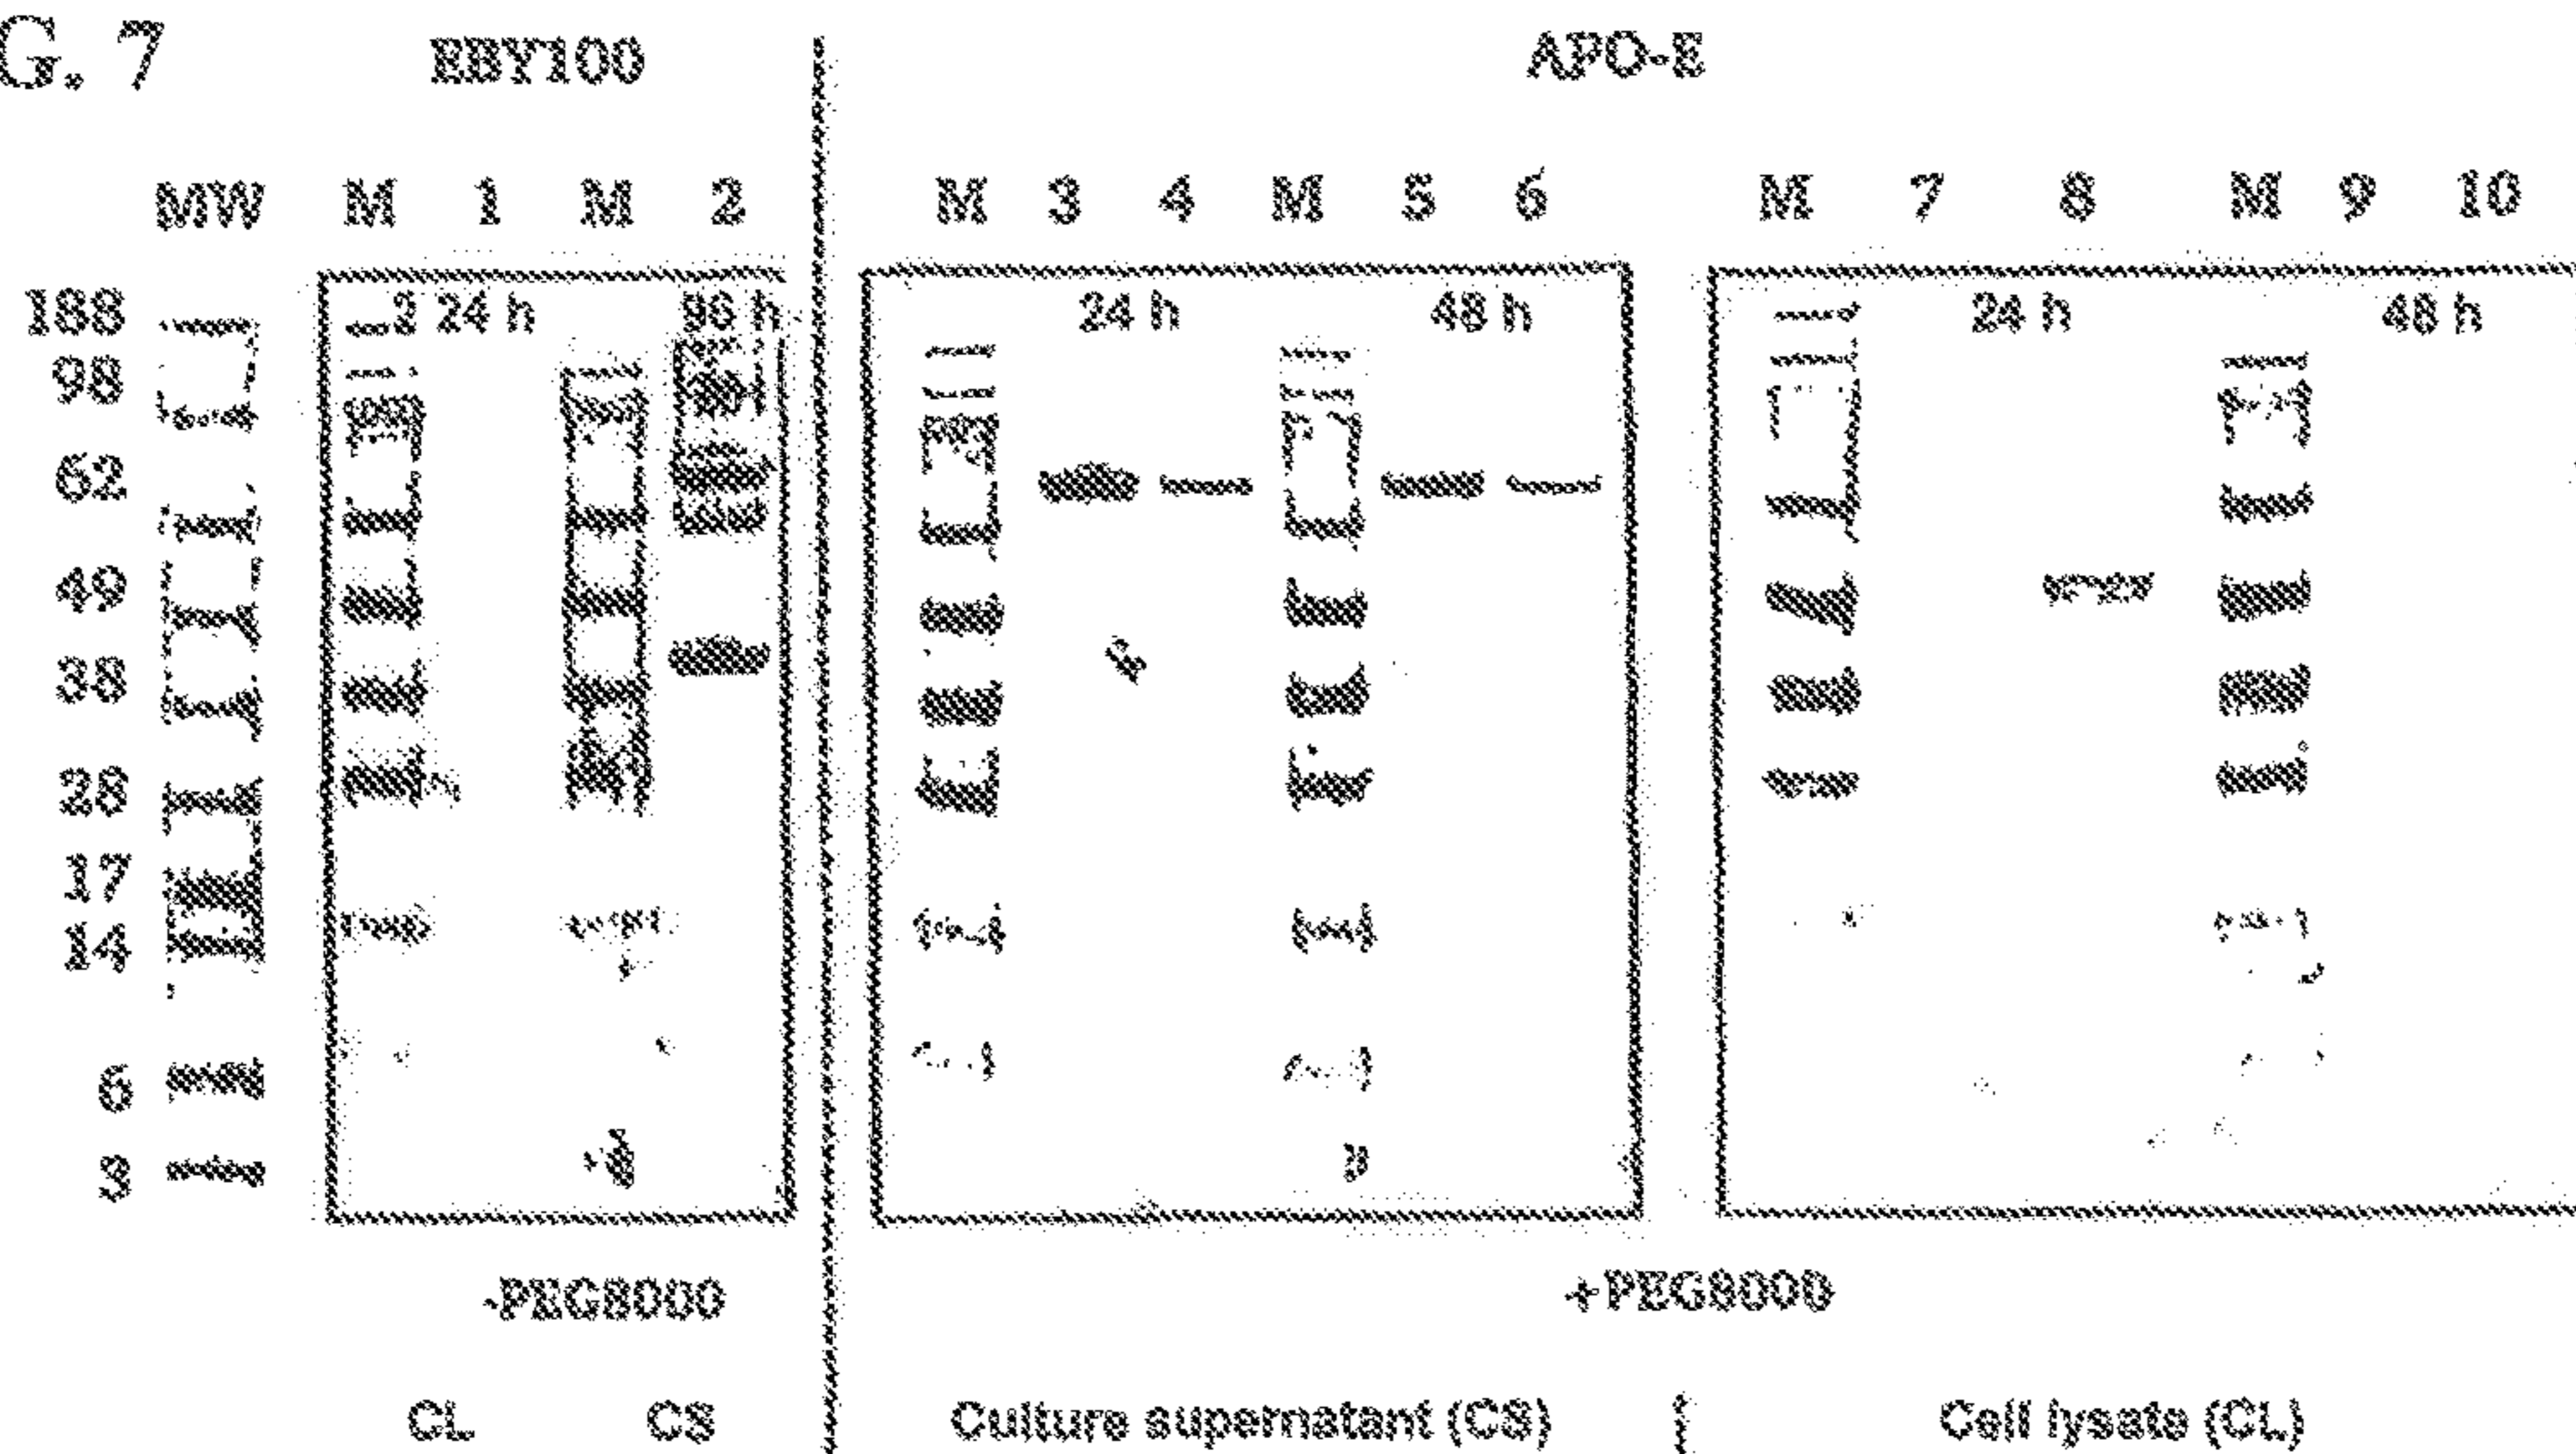 G. 7
EBY100
APO-E
MW M 1 M 2 M 3 4 M 5 6 M 7 8 M 9 10
24 h 96 h 24 h 48 h 24 h 48 h
188
98
62
49
38
28
17
14
6
3
-PEG8000
+PEG8000
CL CS Culture supernatant (CS) Cell lysate (CL)